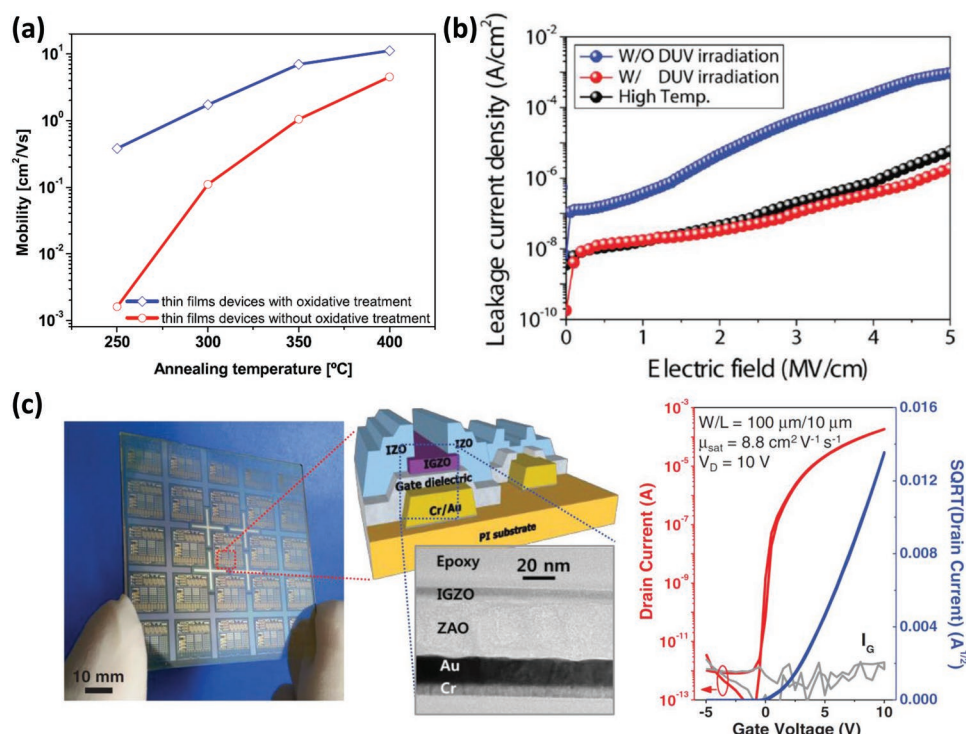 (a)
Mobility [cm²/Vs]
10¹
10⁰
10⁻¹
10⁻²
10⁻³
thin films devices with oxidative treatment
thin films devices without oxidative treatment
250 300 350 400
Annealing temperature [ºC]
(b)
Leakage current density (A/cm²)
10⁻²
10⁻⁴
10⁻⁶
10⁻⁸
10⁻¹⁰
W/O DUV irradiation
W/ DUV irradiation
High Temp.
0 1 2 3 4 5
Electric field (MV/cm)
(c)
10 mm
IZO
IZO
IGZO
Gate dielectric
Cr/Au
PI substrate
Epoxy
20 nm
IGZO
ZAO
Au
Cr
Drain Current (A)
10⁻³
10⁻⁵
10⁻⁷
10⁻⁹
10⁻¹¹
10⁻¹³
W/L = 100 μm/10 μm
μsat = 8.8 cm² V⁻¹ s⁻¹
VD = 10 V
IG
-5 0 5 10
Gate Voltage (V)
0.016
0.012
0.008
0.004
0.000
SQRT(Drain Current) (A¹/²)